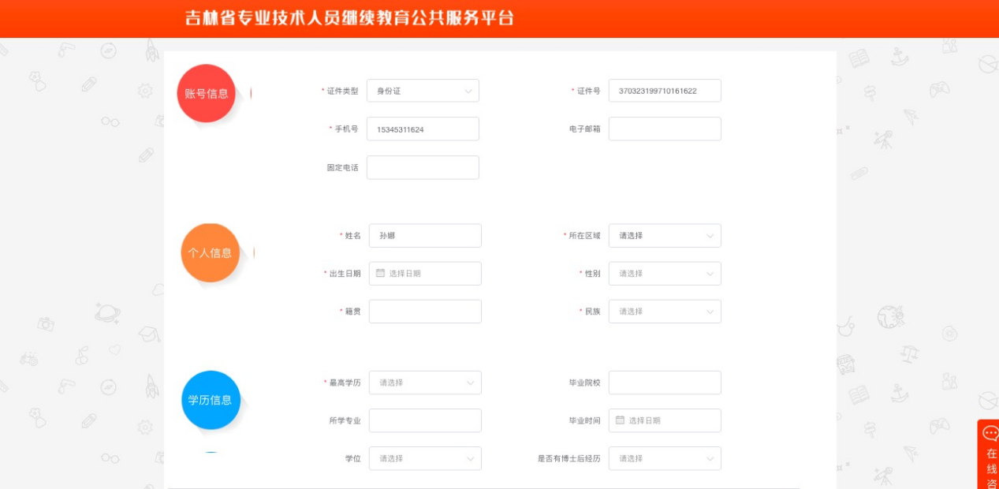 吉林省专业技术人员继续教育公共服务平台
账号信息
* 证件类型 身份证
* 证件号 370323199710161622
* 手机号 15345311624
电子邮箱
固定电话
个人信息
* 姓名 孙娜
* 所在区域 请选择
* 出生日期 选择日期
* 性别 请选择
* 籍贯
* 民族 请选择
学历信息
* 最高学历 请选择
毕业院校
所学专业
毕业时间 选择日期
学位 请选择
是否有博士后经历 请选择
在
线
咨